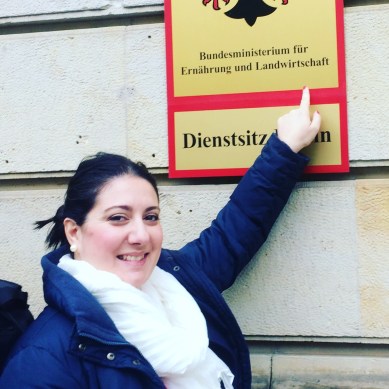 Bundesministerium für
Ernährung und Landwirtschaft
Dienstsitz